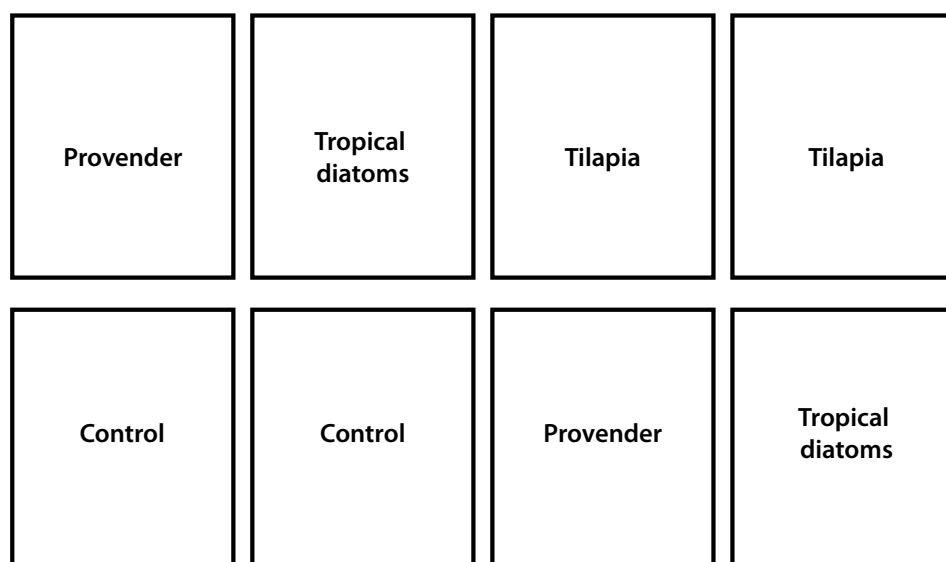 Provender
Tropical
diatoms
Tilapia
Tilapia
Control
Control
Provender
Tropical
diatoms